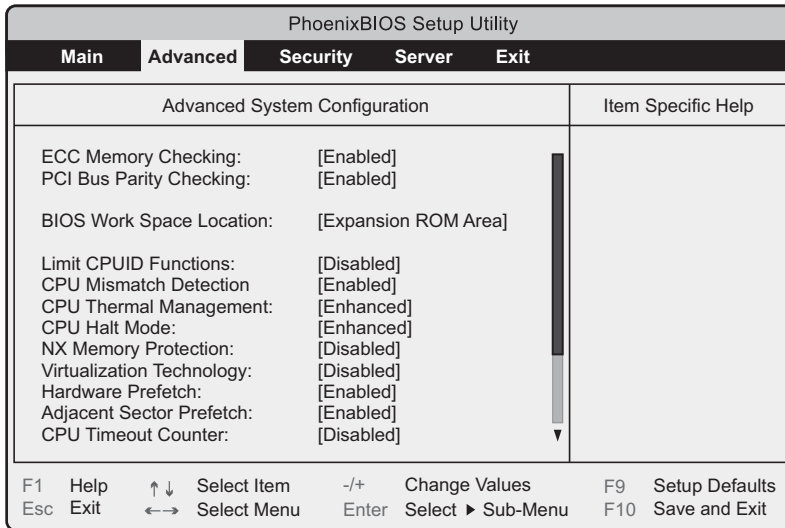 PhoenixBIOS Setup Utility
Main Advanced Security Server Exit
Advanced System Configuration
Item Specific Help
ECC Memory Checking: [Enabled]
PCI Bus Parity Checking: [Enabled]
BIOS Work Space Location: [Expansion ROM Area]
Limit CPUID Functions: [Disabled]
CPU Mismatch Detection [Enabled]
CPU Thermal Management: [Enhanced]
CPU Halt Mode: [Enhanced]
NX Memory Protection: [Disabled]
Virtualization Technology: [Disabled]
Hardware Prefetch: [Enabled]
Adjacent Sector Prefetch: [Enabled]
CPU Timeout Counter: [Disabled]
F1 Help ↑↓ Select Item -/+ Change Values F9 Setup Defaults
Esc Exit ←→ Select Menu Enter Select ▶ Sub-Menu F10 Save and Exit